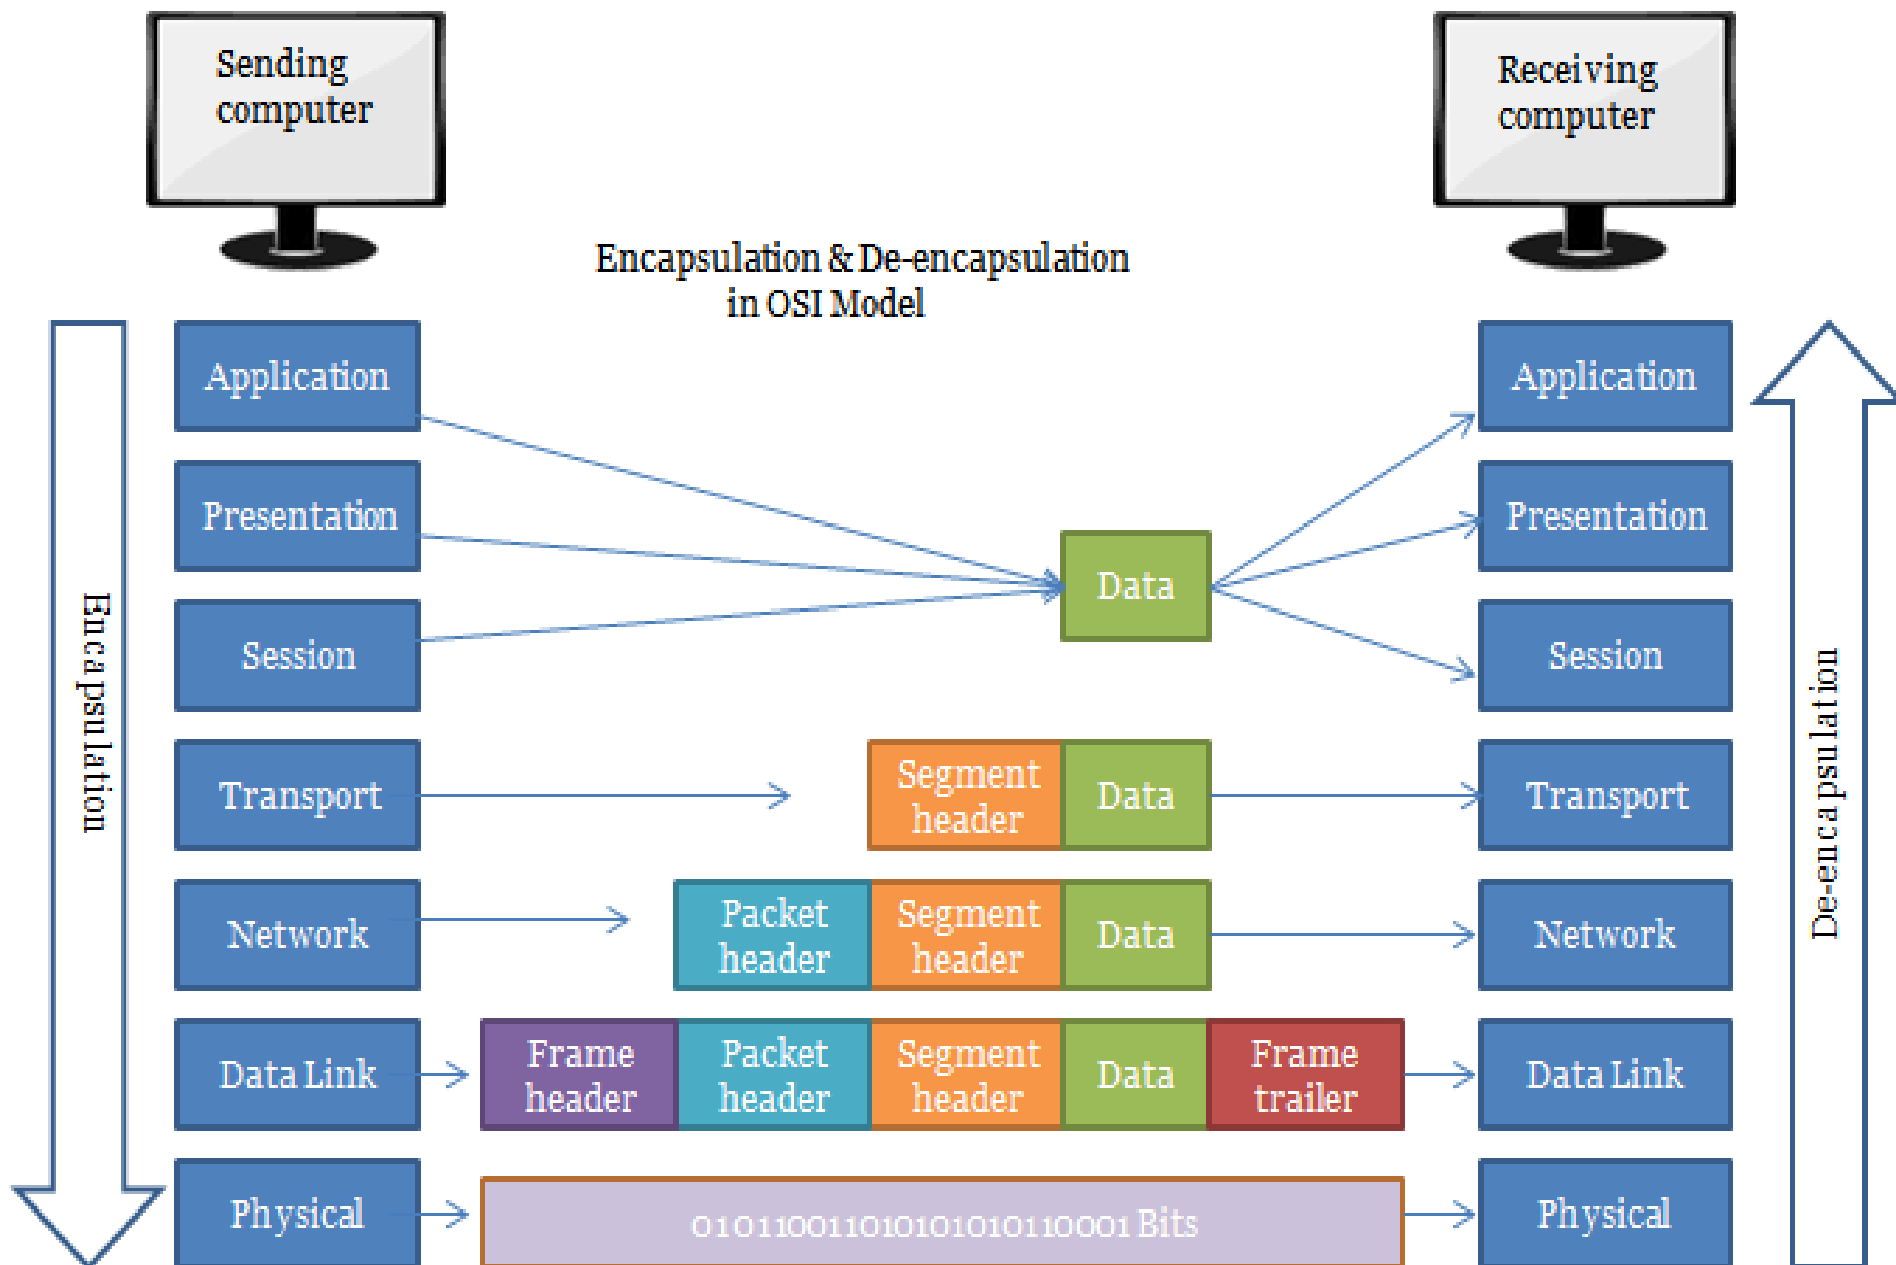 Sending
computer
Receiving
computer
Encapsulation & De-encapsulation
in OSI Model
Application
Application
Presentation
Presentation
Data
Session
Session
Encapsulation
De-encapsulation
Transport
Segment
header
Data
Transport
Network
Packet
header
Segment
header
Data
Network
Data Link
Frame
header
Packet
header
Segment
header
Data
Frame
trailer
Data Link
Physical
0101100110101010101100​01 Bits
Physical